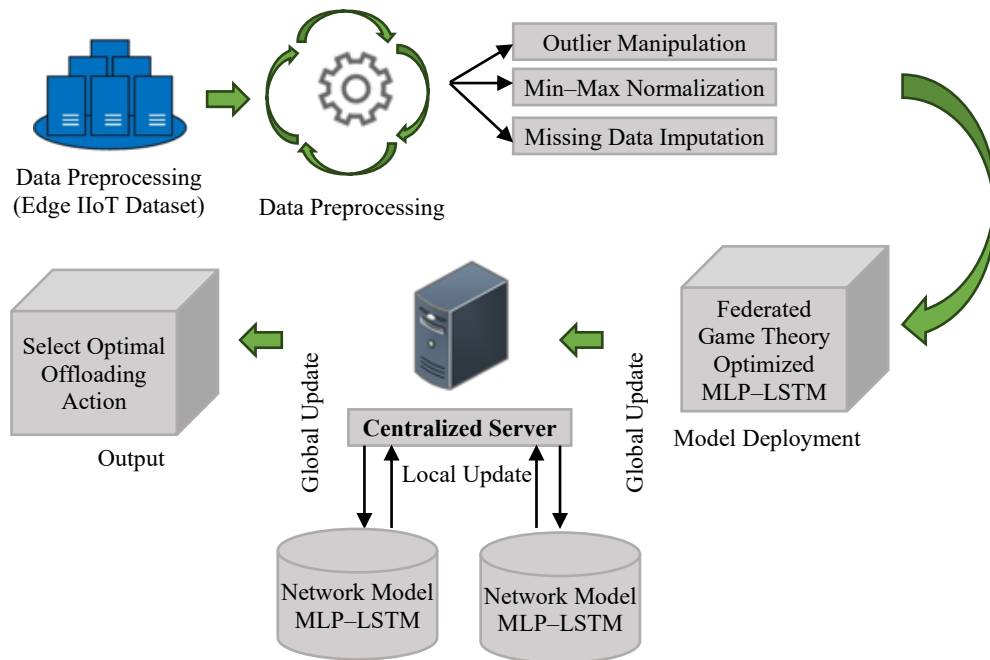 Outlier Manipulation
Min–Max Normalization
Missing Data Imputation
Data Preprocessing
(Edge IIoT Dataset)
Data Preprocessing
Federated
Game Theory
Optimized
MLP–LSTM
Model Deployment
Global Update
Centralized Server
Local Update
Network Model
MLP–LSTM
Network Model
MLP–LSTM
Global Update
Select Optimal
Offloading
Action
Output